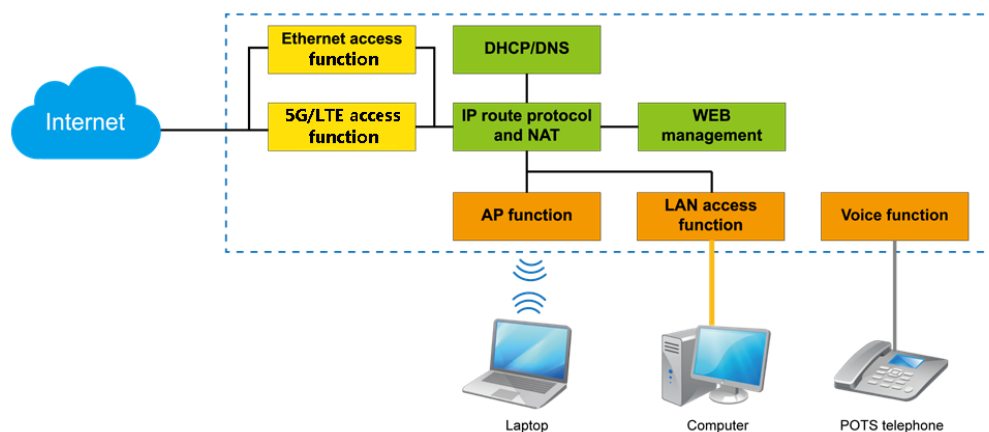 Ethernet access
function
DHCP/DNS
Internet
5G/LTE access
function
IP route protocol
and NAT
WEB
management
AP function
LAN access
function
Voice function
Laptop
Computer
POTS telephone